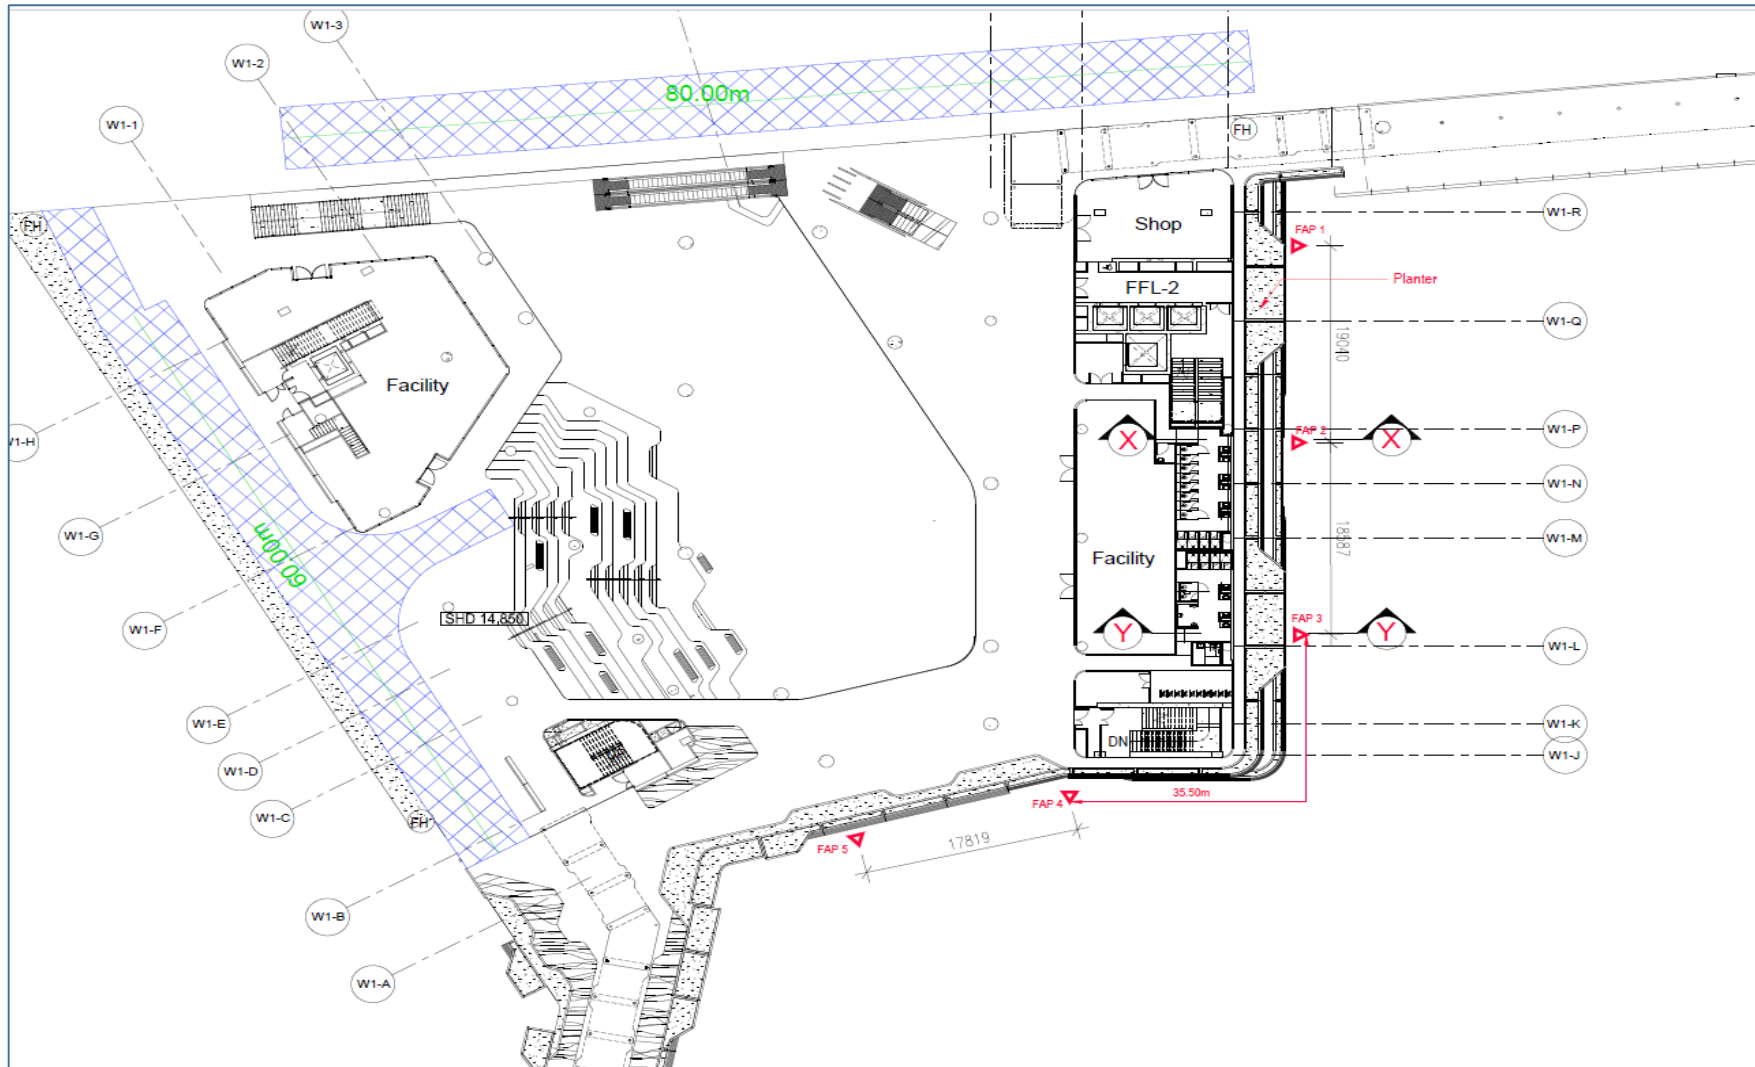 W1-3
W1-2
W1-1
80.00m
FH
FH
Shop
W1-R
FAP 1
Planter
FFL-2
W1-Q
19040
Facility
W1-H
X
FAP 2
X
W1-P
W1-N
W1-G
18587
W1-M
Facility
60.00m
SHD 14,850
W1-F
Y
FAP 3
Y
W1-L
W1-E
W1-K
DN
W1-J
W1-D
35.50m
FAP 4
W1-C
FH
17819
FAP 5
W1-B
W1-A